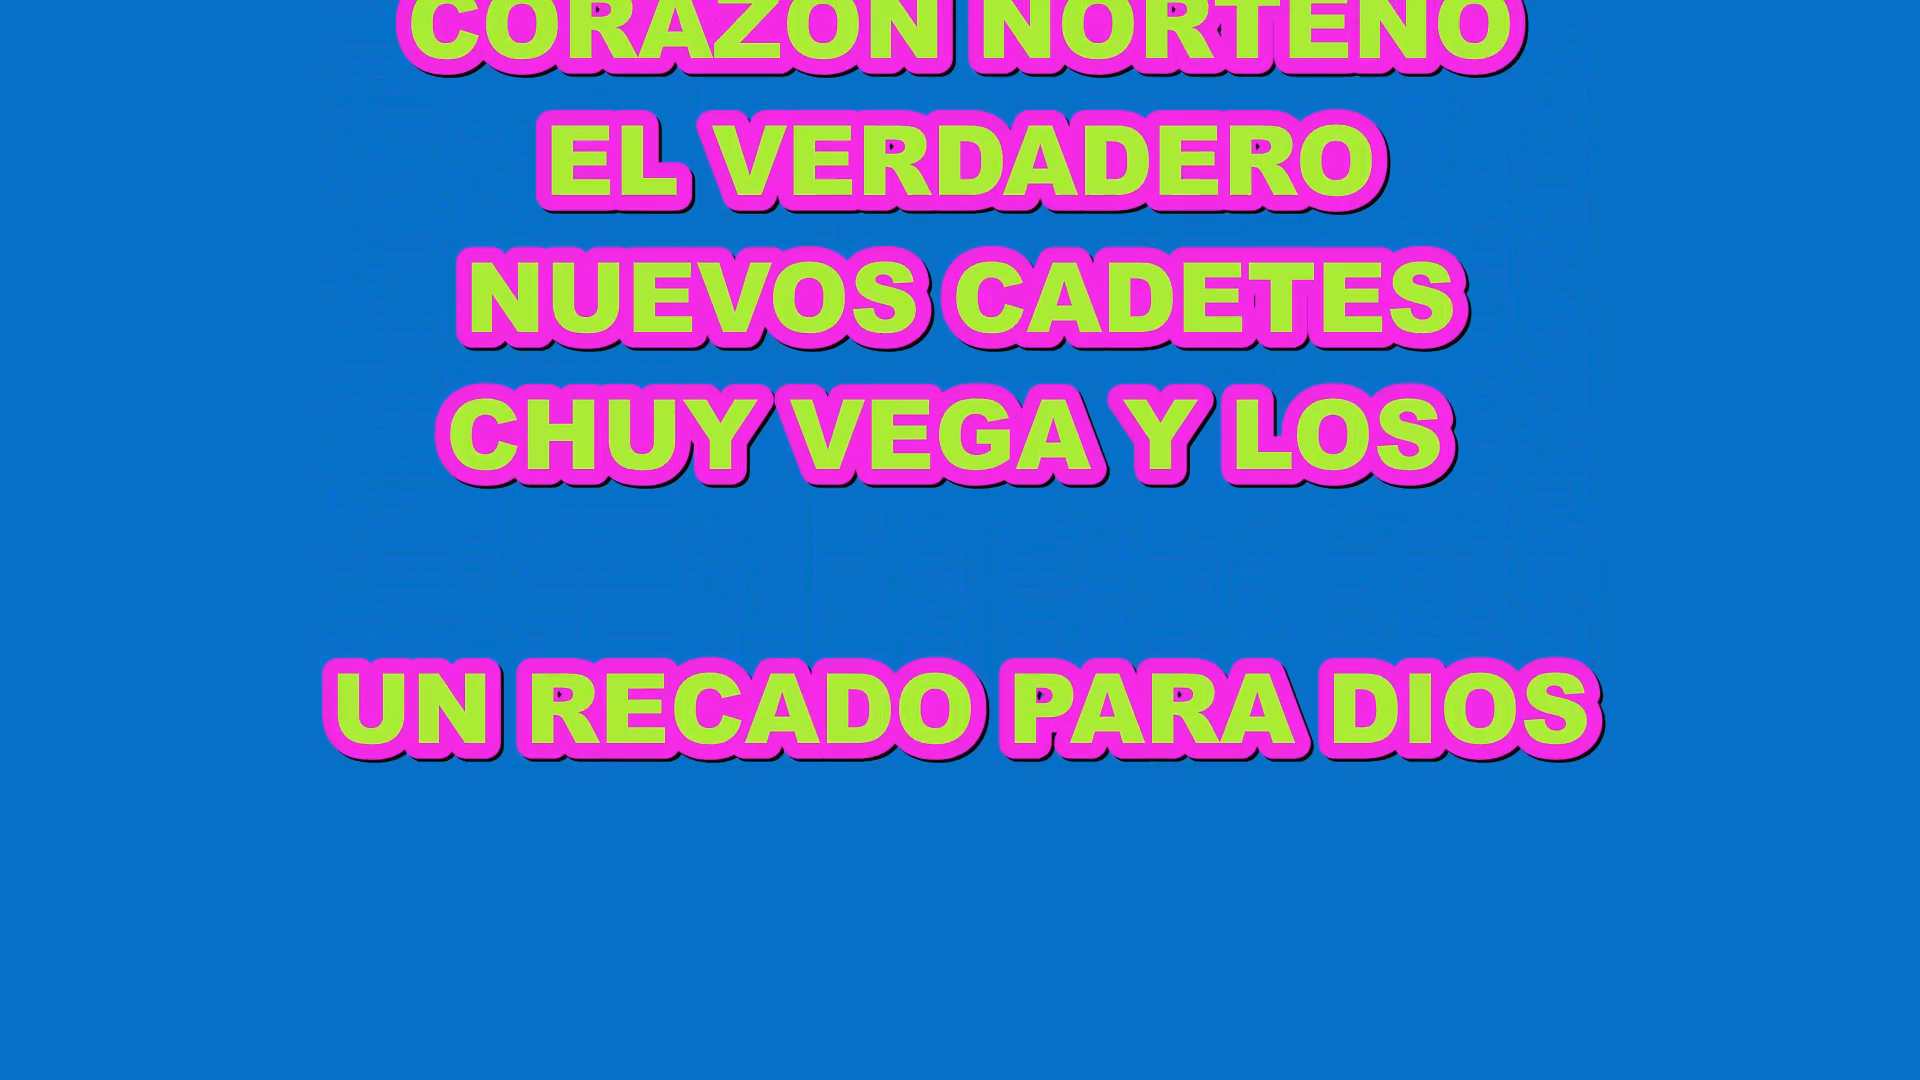 CORAZON NORTEÑO
EL VERDADERO
NUEVOS CADETES
CHUY VEGA Y LOS
UN RECADO PARA DIOS